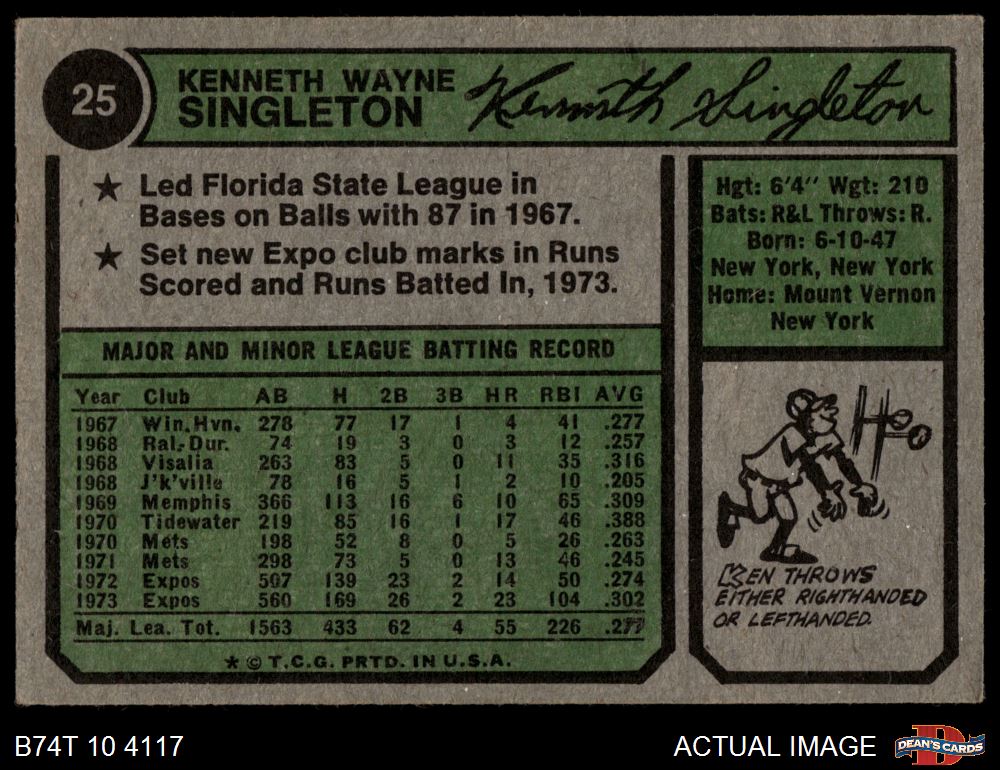 25
KENNETH WAYNE
SINGLETON
Kenneth Singleton
★ Led Florida State League in
Bases on Balls with 87 in 1967.
★ Set new Expo club marks in Runs
Scored and Runs Batted In, 1973.
Hgt: 6'4" Wgt: 210
Bats: R&L Throws: R.
Born: 6-10-47
New York, New York
Home: Mount Vernon
New York
MAJOR AND MINOR LEAGUE BATTING RECORD
Year Club AB H 2B 3B HR RBI AVG
1967 Win. Hvn. 278 77 17 1 4 41 .277
1968 Ral.-Dur. 74 19 3 0 3 12 .257
1968 Visalia 263 83 5 0 11 35 .316
1968 J'k'ville 78 16 5 1 2 10 .205
1969 Memphis 366 113 16 6 10 65 .309
1970 Tidewater 219 85 16 1 17 46 .388
1970 Mets 198 52 8 0 5 26 .263
1971 Mets 298 73 5 0 13 46 .245
1972 Expos 507 139 23 2 14 50 .274
1973 Expos 560 169 26 2 23 104 .302
Maj. Lea. Tot. 1563 433 62 4 55 226 .277
★ © T.C.G. PRTD. IN U.S.A.
KEN THROWS
EITHER RIGHTHANDED
OR LEFTHANDED.
B74T 10 4117
ACTUAL IMAGE
D
DEAN'S CARDS